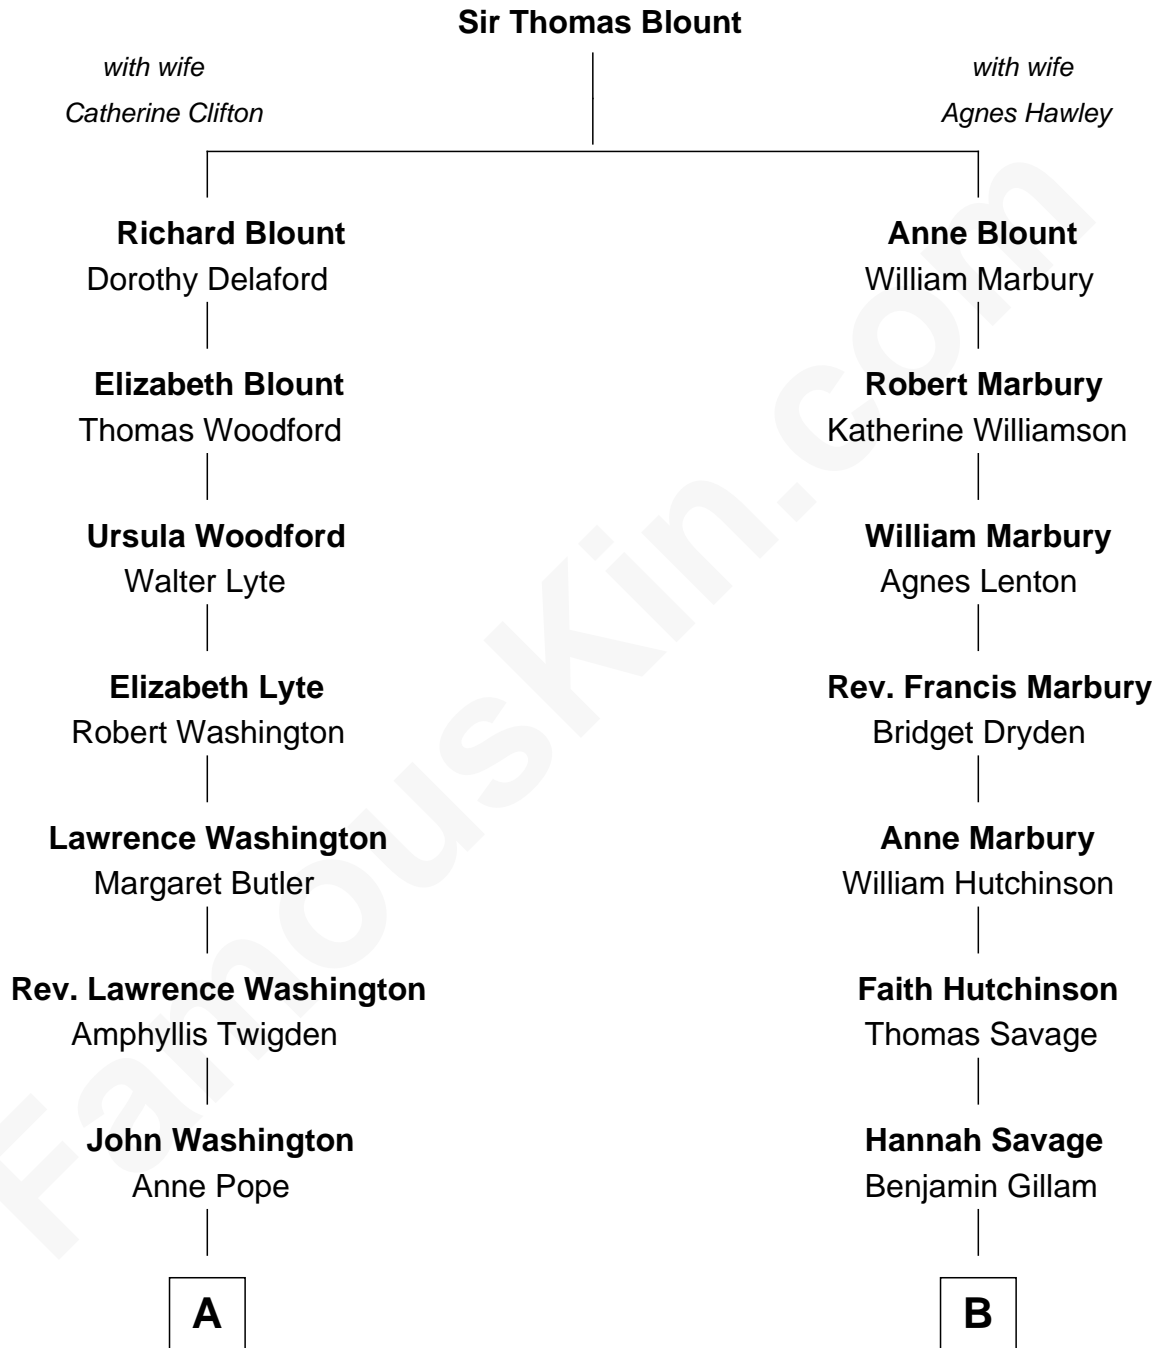 Sir Thomas Blount
with wife
Catherine Clifton
with wife
Agnes Hawley
Richard Blount
Dorothy Delaford
Anne Blount
William Marbury
Elizabeth Blount
Thomas Woodford
Robert Marbury
Katherine Williamson
Ursula Woodford
Walter Lyte
William Marbury
Agnes Lenton
Elizabeth Lyte
Robert Washington
Rev. Francis Marbury
Bridget Dryden
Lawrence Washington
Margaret Butler
Anne Marbury
William Hutchinson
Rev. Lawrence Washington
Amphyllis Twigden
Faith Hutchinson
Thomas Savage
John Washington
Anne Pope
Hannah Savage
Benjamin Gillam
A
B
FamousKin.com